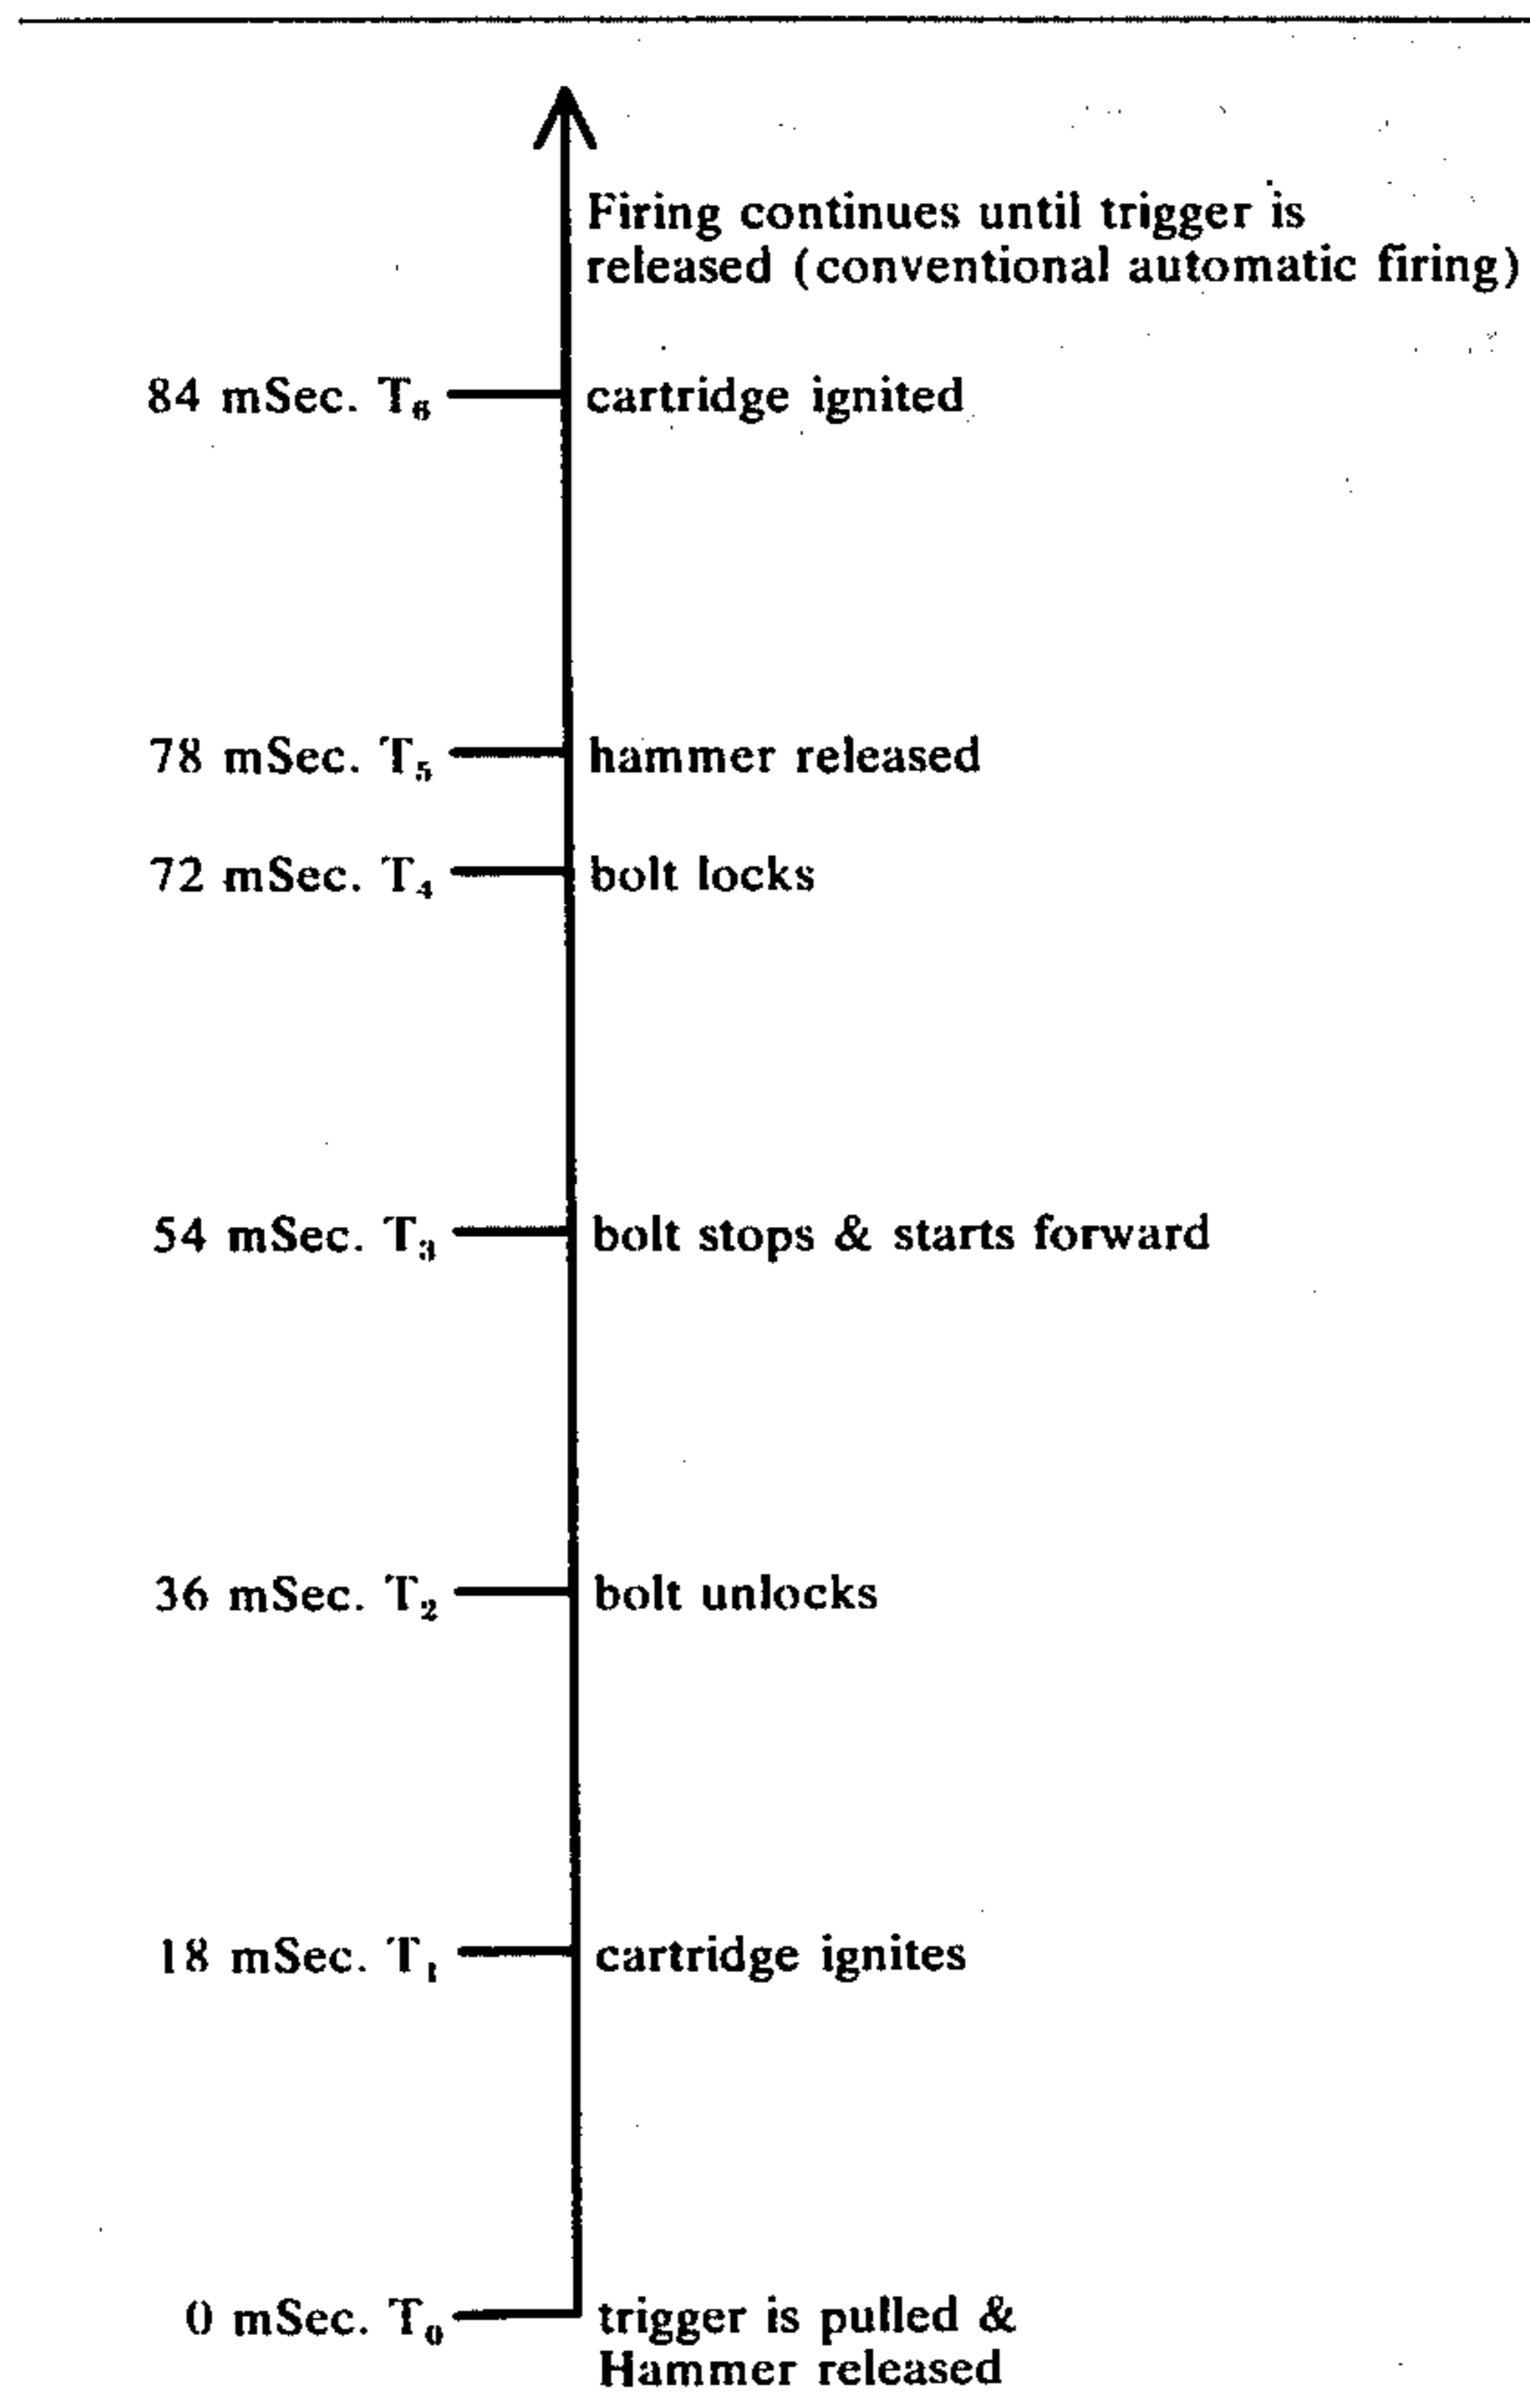 Firing continues until trigger is
released (conventional automatic firing)
84 mSec. T₆ cartridge ignited
78 mSec. T₅ hammer released
72 mSec. T₄ bolt locks
54 mSec. T₃ bolt stops & starts forward
36 mSec. T₂ bolt unlocks
18 mSec. T₁ cartridge ignites
0 mSec. T₀ trigger is pulled &
Hammer released